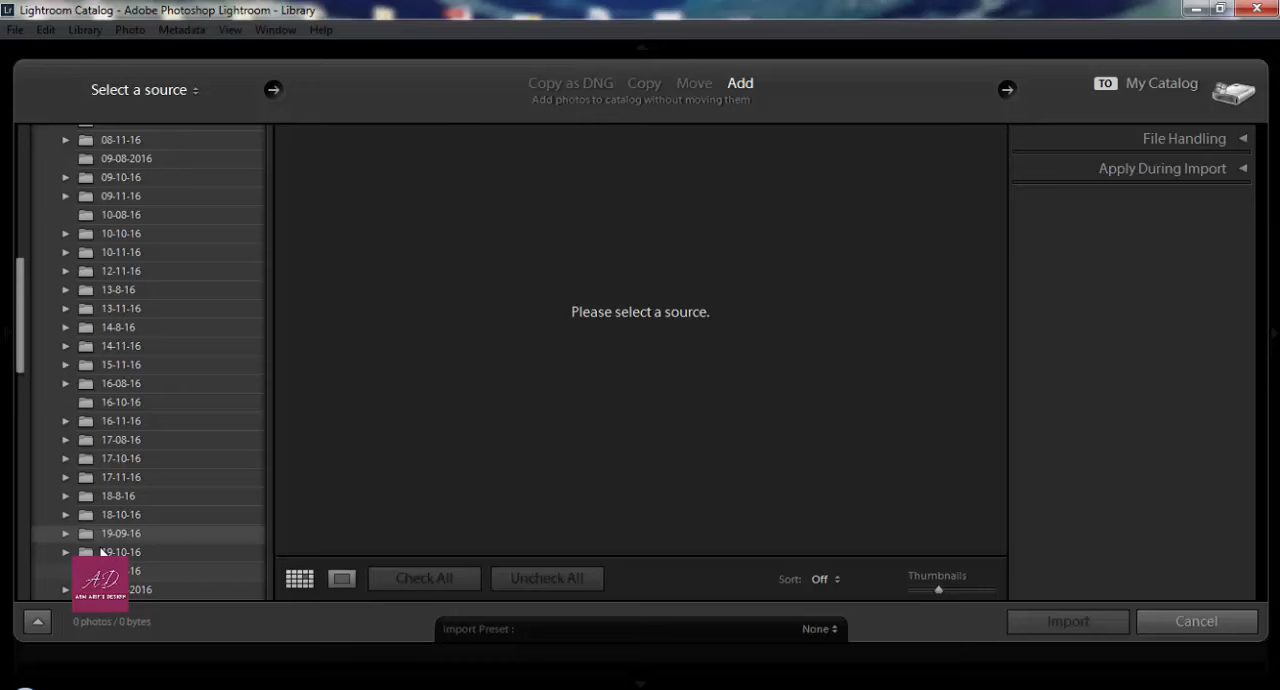 Lr Lightroom Catalog - Adobe Photoshop Lightroom - Library
File Edit Library Photo Metadata View Window Help
Select a source
Copy as DNG Copy Move Add
Add photos to catalog without moving them
TO My Catalog
08-11-16
09-08-2016
09-10-16
09-11-16
10-08-16
10-10-16
10-11-16
12-11-16
13-8-16
13-11-16
14-8-16
14-11-16
15-11-16
16-08-16
16-10-16
16-11-16
17-08-16
17-10-16
17-11-16
18-8-16
18-10-16
19-09-16
9-10-16
-16
2016
Please select a source.
File Handling
Apply During Import
A.D.
Check All Uncheck All
Sort: Off
Thumbnails
0 photos / 0 bytes
Import Preset : None
Import Cancel